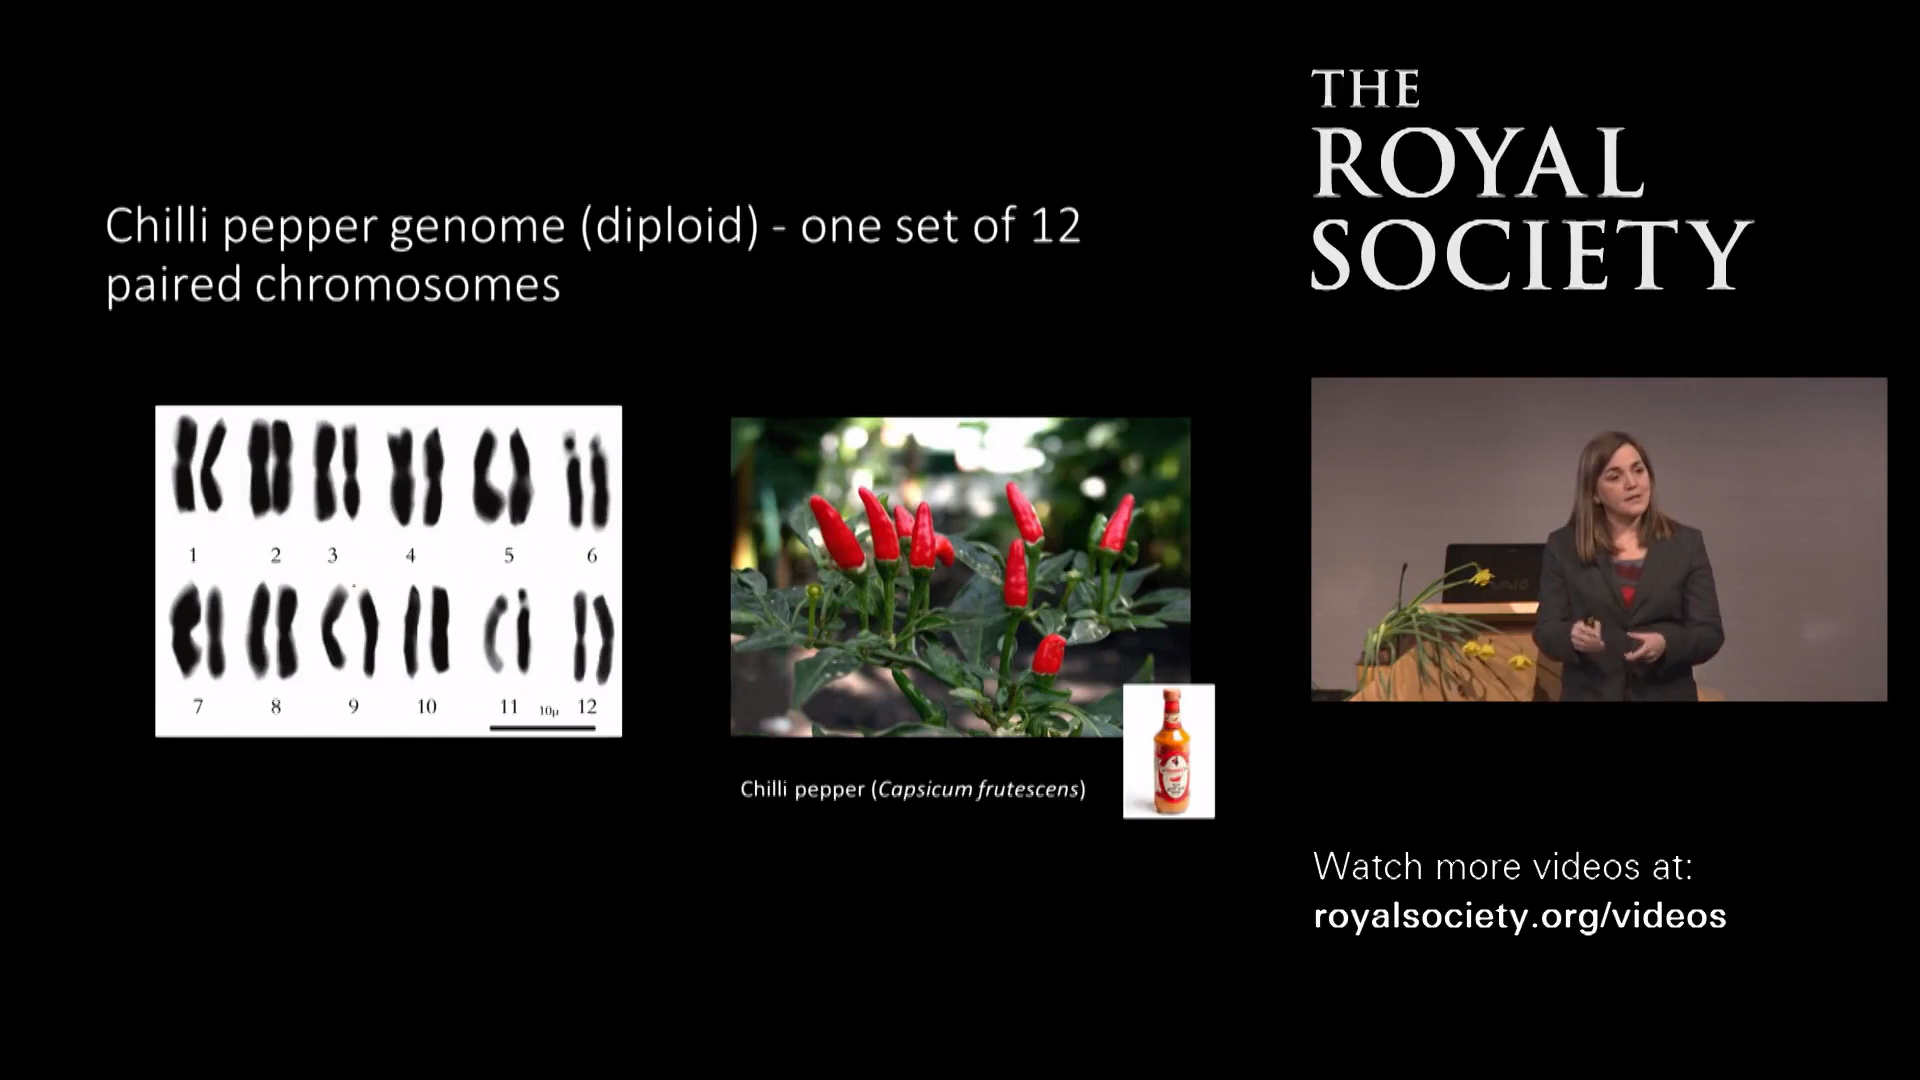 Chilli pepper genome (diploid) - one set of 12
paired chromosomes
1 2 3 4 5 6
7 8 9 10 11 10μ 12
Chilli pepper (Capsicum frutescens)
THE
ROYAL
SOCIETY
VAIO
Watch more videos at:
royalsociety.org/videos